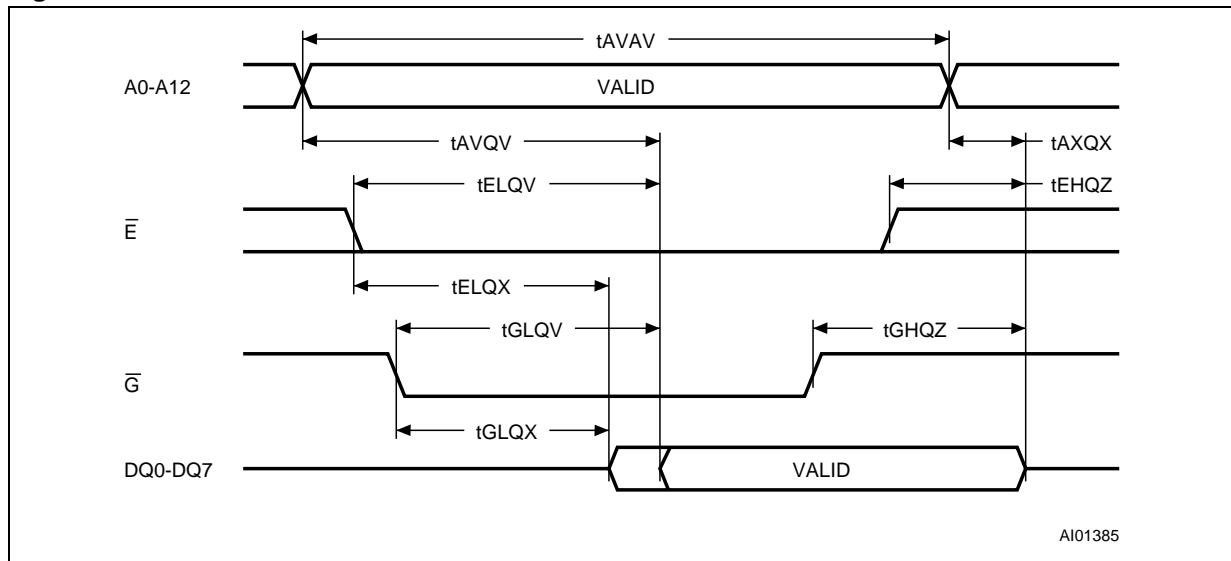 tAVAV
A0-A12
VALID
tAVQV
tAXQX
tELQV
tEHQZ
E̅
tELQX
tGLQV
tGHQZ
G̅
tGLQX
DQ0-DQ7
VALID
AI01385